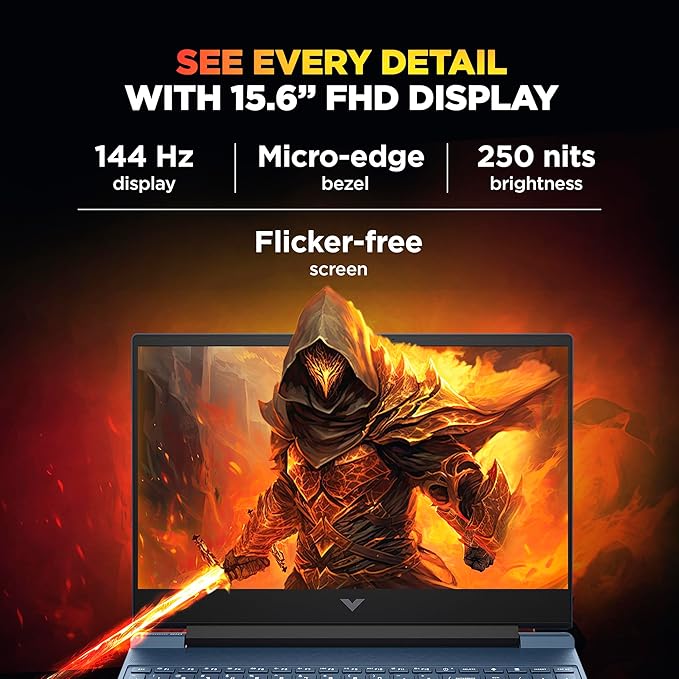 SEE EVERY DETAIL
WITH 15.6” FHD DISPLAY
144 Hz
display
Micro-edge
bezel
250 nits
brightness
Flicker-free
screen